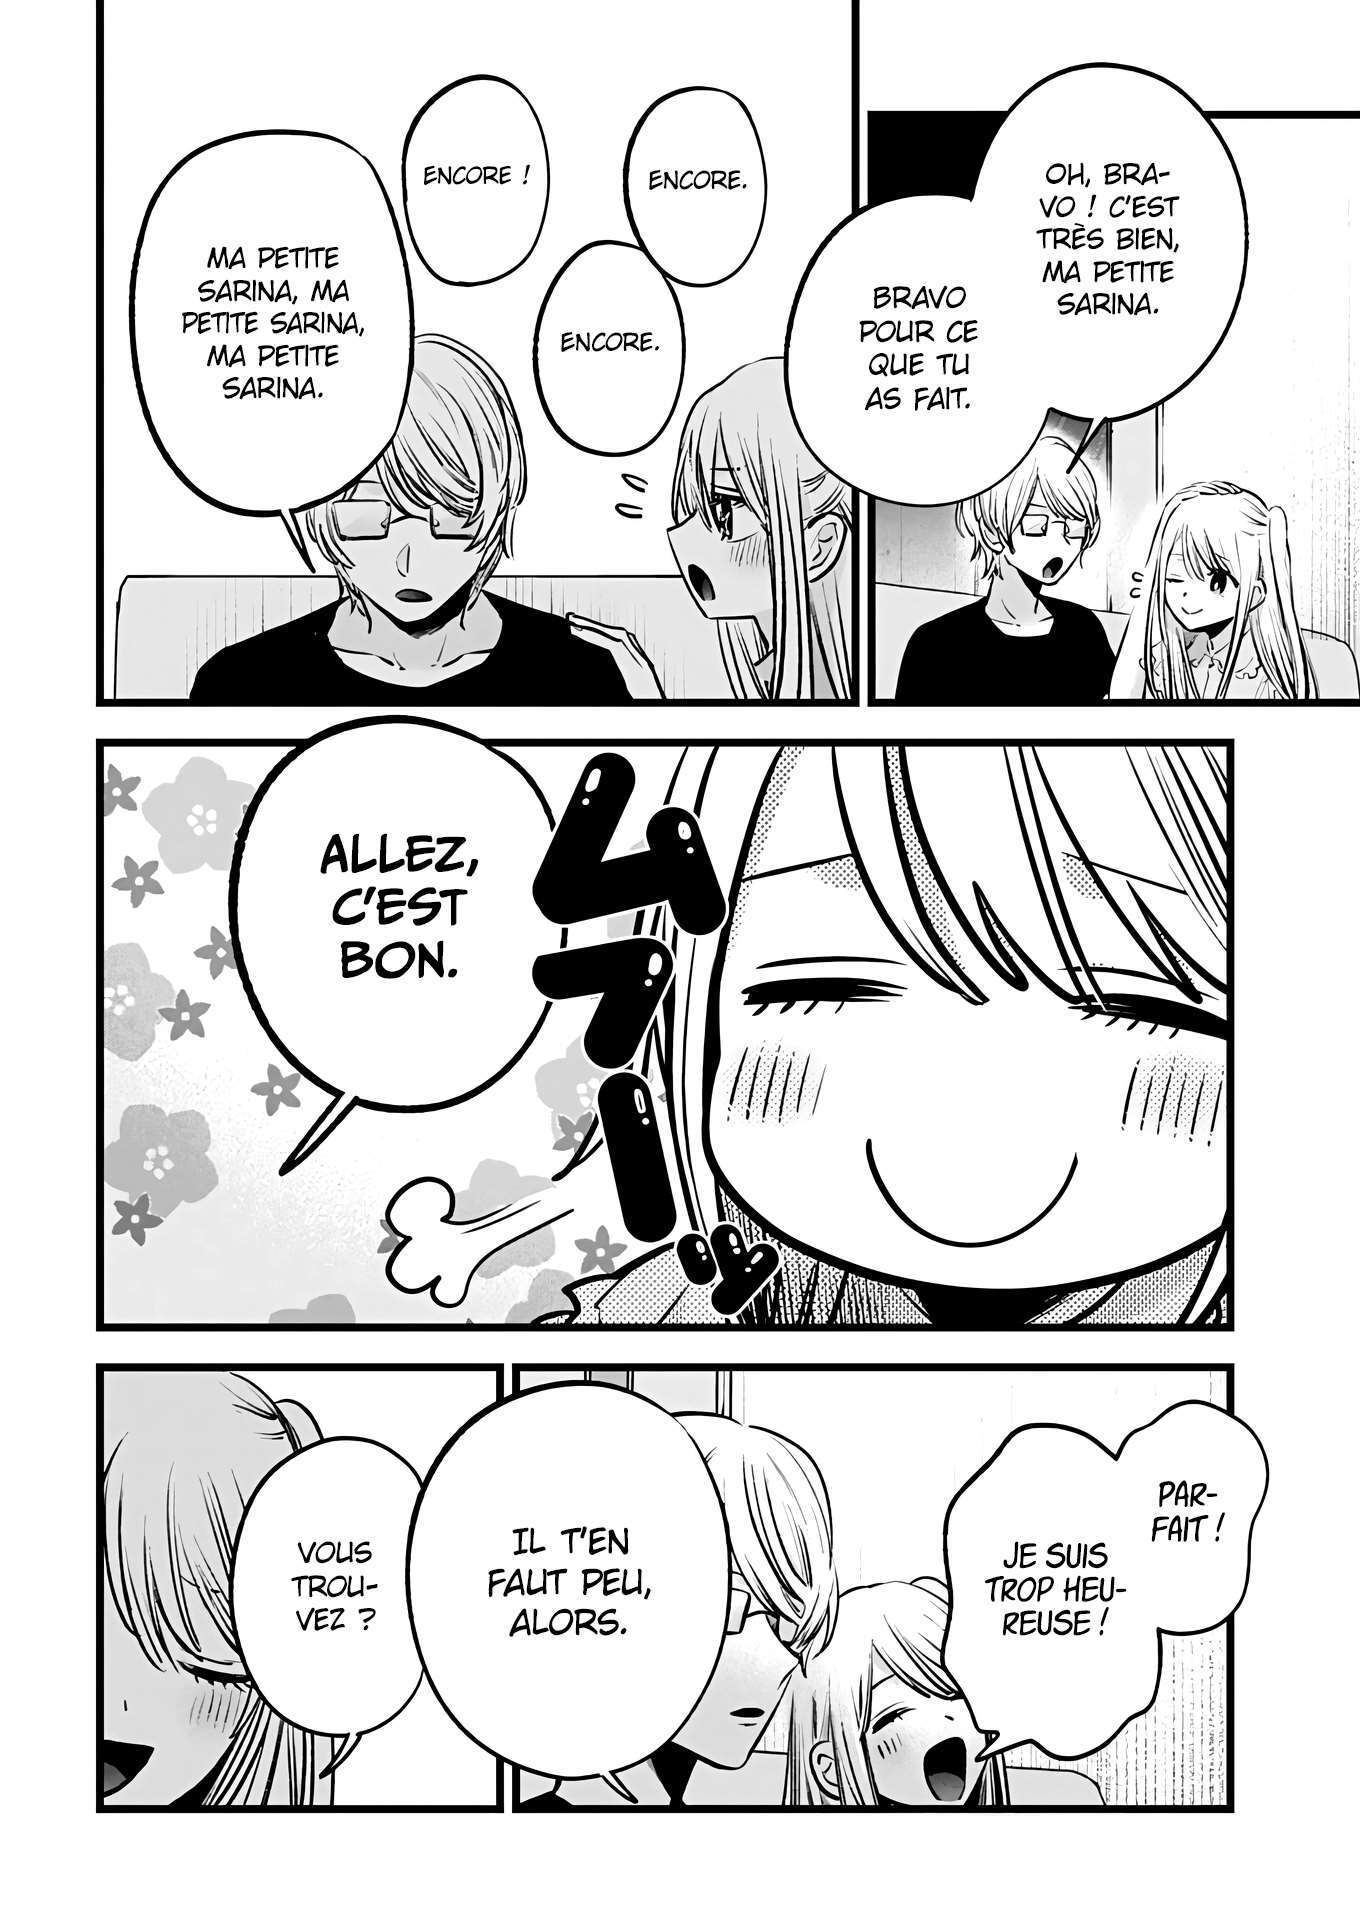 OH, BRA-
VO ! C'EST
TRÈS BIEN,
MA PETITE
SARINA.
BRAVO
POUR CE
QUE TU
AS FAIT.
ENCORE.
ENCORE !
ENCORE.
MA PETITE
SARINA, MA
PETITE SARINA,
MA PETITE
SARINA.
ムフーッ
ALLEZ,
C'EST
BON.
PAR-
FAIT !
JE SUIS
TROP HEU-
REUSE !
IL T'EN
FAUT PEU,
ALORS.
VOUS
TROU-
VEZ ?